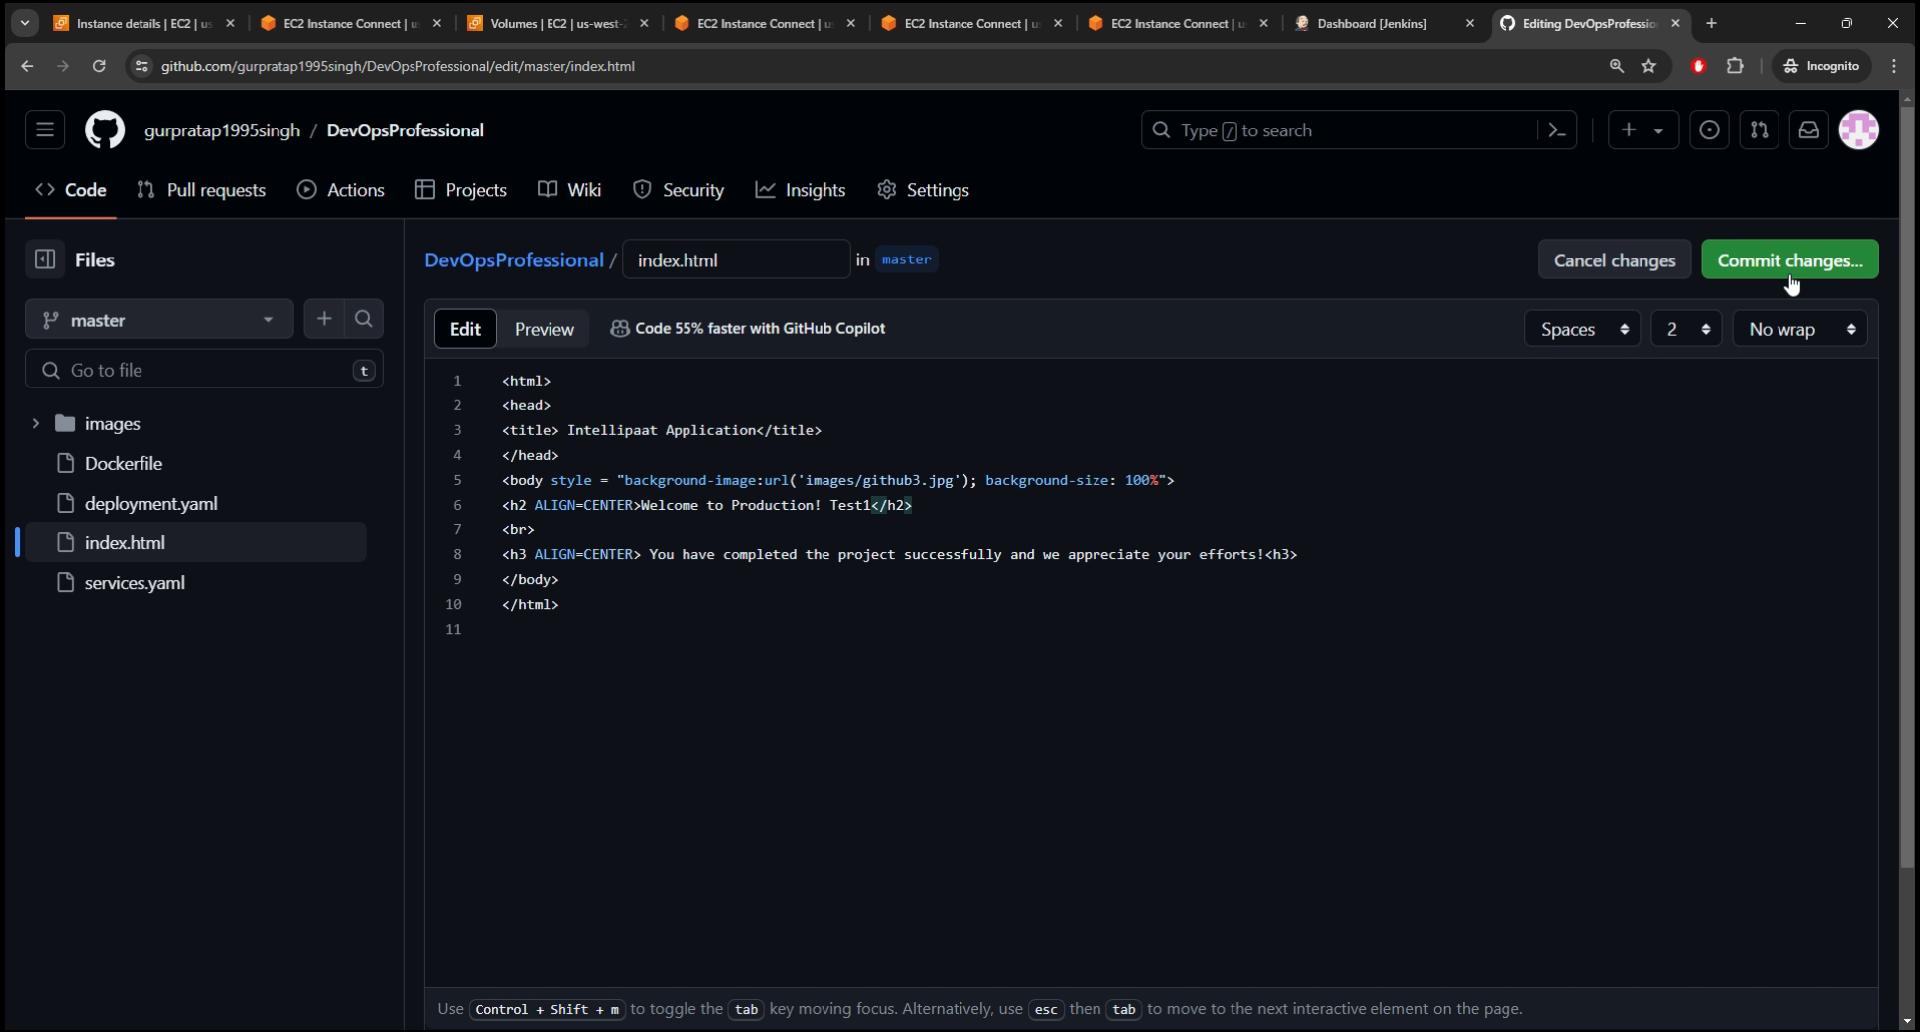 Instance details | EC2 | us
EC2 Instance Connect | u
Volumes | EC2 | us-west-2
EC2 Instance Connect | u
EC2 Instance Connect | u
EC2 Instance Connect | u
Dashboard [Jenkins]
Editing DevOpsProfessio
github.com/gurpratap1995singh/DevOpsProfessional/edit/master/index.html
Incognito
gurpratap1995singh / DevOpsProfessional
Type / to search
Code
Pull requests
Actions
Projects
Wiki
Security
Insights
Settings
Files
DevOpsProfessional / index.html in master
Cancel changes
Commit changes...
master
Go to file
t
images
Dockerfile
deployment.yaml
index.html
services.yaml
Edit
Preview
Code 55% faster with GitHub Copilot
Spaces
2
No wrap
1 <html>
2 <head>
3 <title> Intellipaat Application</title>
4 </head>
5 <body style = "background-image:url('images/github3.jpg'); background-size: 100%">
6 <h2 ALIGN=CENTER>Welcome to Production! Test1</h2>
7 <br>
8 <h3 ALIGN=CENTER> You have completed the project successfully and we appreciate your efforts!<h3>
9 </body>
10 </html>
11
Use Control + Shift + m to toggle the tab key moving focus. Alternatively, use esc then tab to move to the next interactive element on the page.